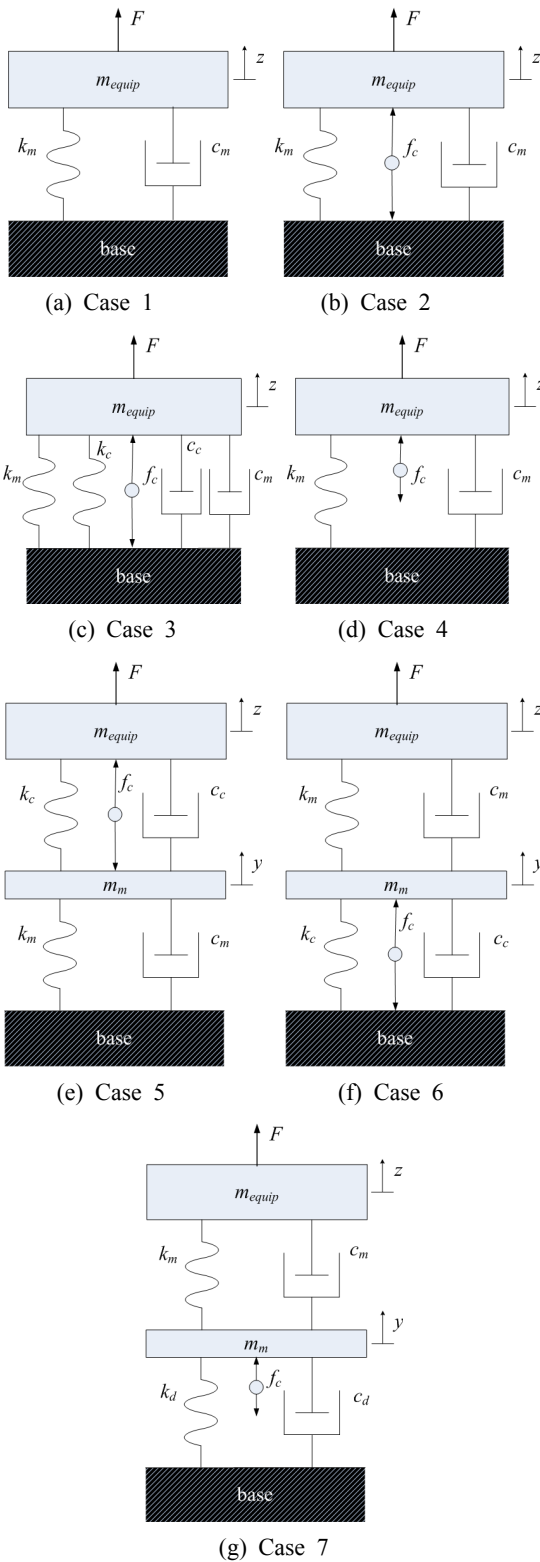 F F
z z
m_equip m_equip
k_m c_m k_m f_c c_m
base base
(a) Case 1 (b) Case 2
F F
z z
m_equip m_equip
k_m k_c f_c c_c c_m k_m f_c c_m
base base
(c) Case 3 (d) Case 4
F F
z z
m_equip m_equip
k_c f_c c_c k_m c_m
y y
m_m m_m
k_m c_m k_c f_c c_c
base base
(e) Case 5 (f) Case 6
F
z
m_equip
k_m c_m
y
m_m
k_d f_c c_d
base
(g) Case 7